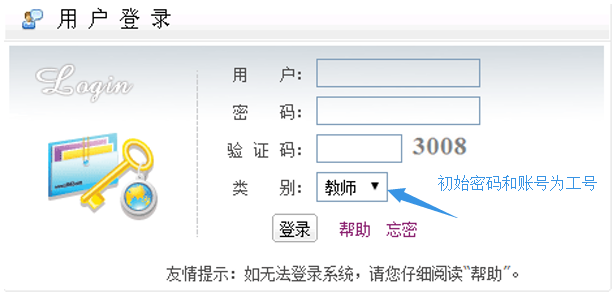 用 户 登 录
Login
用 户：
密 码：
验 证 码： 3008
类 别： 教师
初始密码和账号为工号
登录 帮助 忘密
友情提示：如无法登录系统，请您仔细阅读“帮助”。